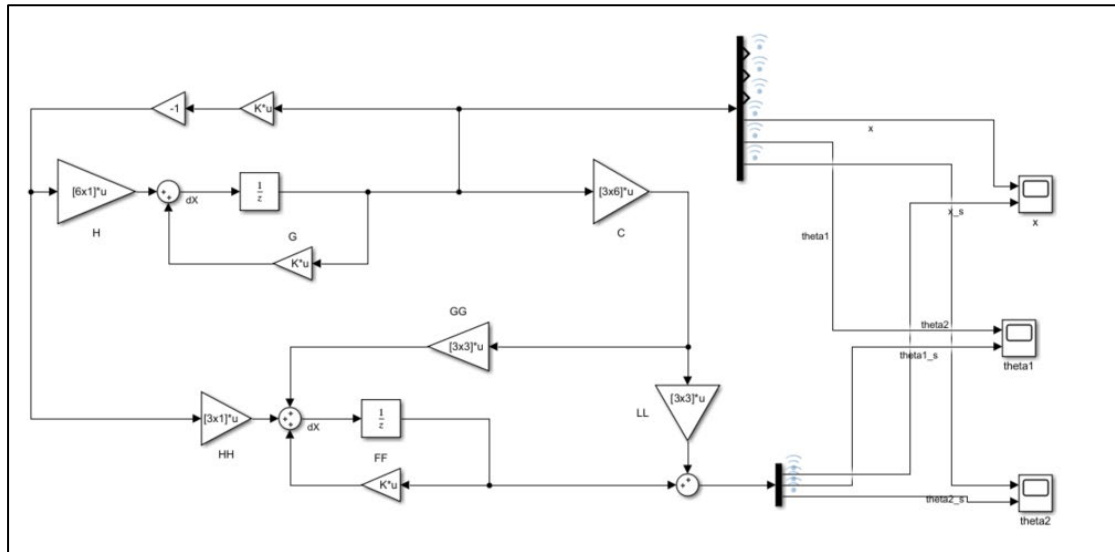 -1
K*u
x
[6x1]*u
dX
1
z
[3x6]*u
x_s
x
H
G
C
K*u
theta1
GG
theta2
[3x3]*u
theta1_s
theta1
[3x3]*u
LL
[3x1]*u
dX
1
z
HH
FF
K*u
theta2_s
theta2